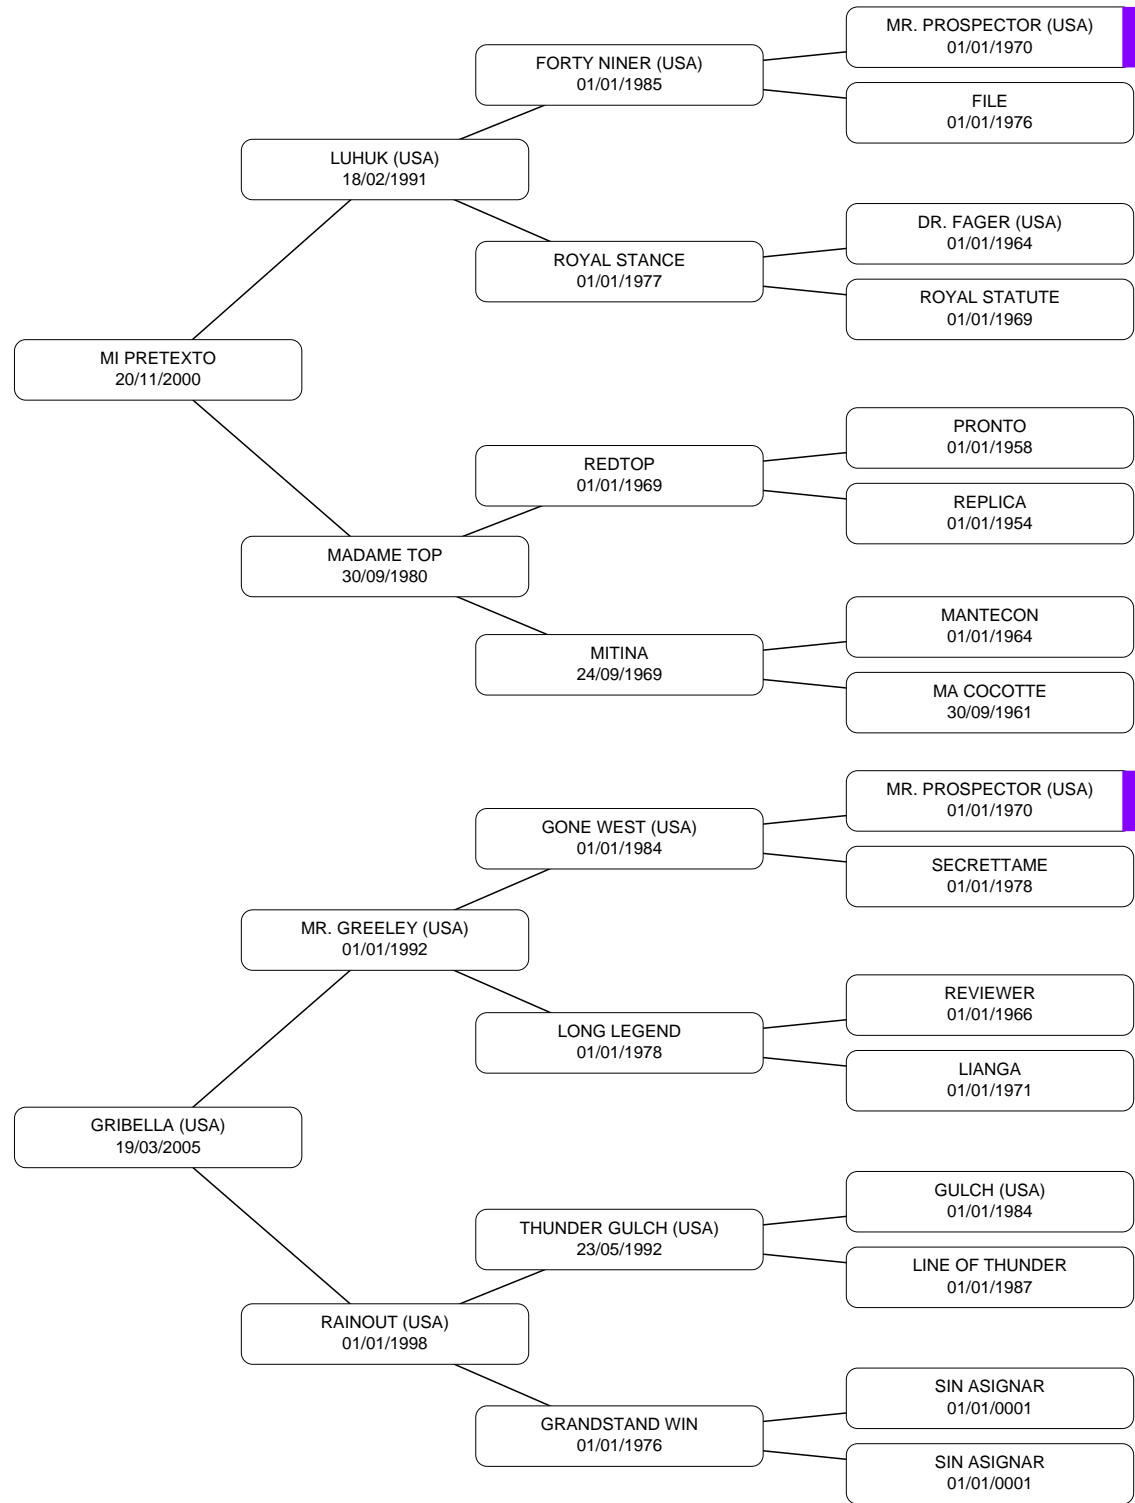 MR. PROSPECTOR (USA)
01/01/1970
FORTY NINER (USA)
01/01/1985
FILE
01/01/1976
LUHUK (USA)
18/02/1991
DR. FAGER (USA)
01/01/1964
ROYAL STANCE
01/01/1977
ROYAL STATUTE
01/01/1969
MI PRETEXTO
20/11/2000
PRONTO
01/01/1958
REDTOP
01/01/1969
REPLICA
01/01/1954
MADAME TOP
30/09/1980
MANTECON
01/01/1964
MITINA
24/09/1969
MA COCOTTE
30/09/1961
MR. PROSPECTOR (USA)
01/01/1970
GONE WEST (USA)
01/01/1984
SECRETTAME
01/01/1978
MR. GREELEY (USA)
01/01/1992
REVIEWER
01/01/1966
LONG LEGEND
01/01/1978
LIANGA
01/01/1971
GRIBELLA (USA)
19/03/2005
GULCH (USA)
01/01/1984
THUNDER GULCH (USA)
23/05/1992
LINE OF THUNDER
01/01/1987
RAINOUT (USA)
01/01/1998
SIN ASIGNAR
01/01/0001
GRANDSTAND WIN
01/01/1976
SIN ASIGNAR
01/01/0001